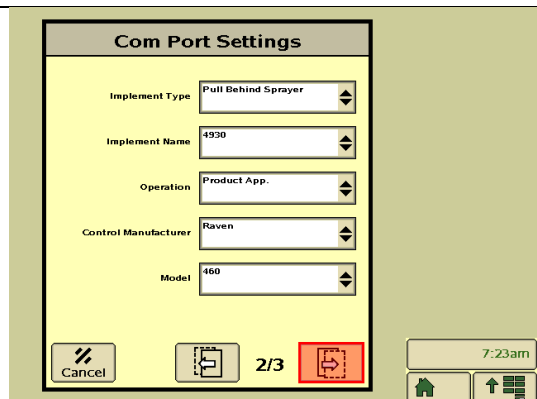 Com Port Settings
Implement Type
Pull Behind Sprayer
Implement Name
4930
Operation
Product App.
Control Manufacturer
Raven
Model
460
Cancel
2/3
7:23am